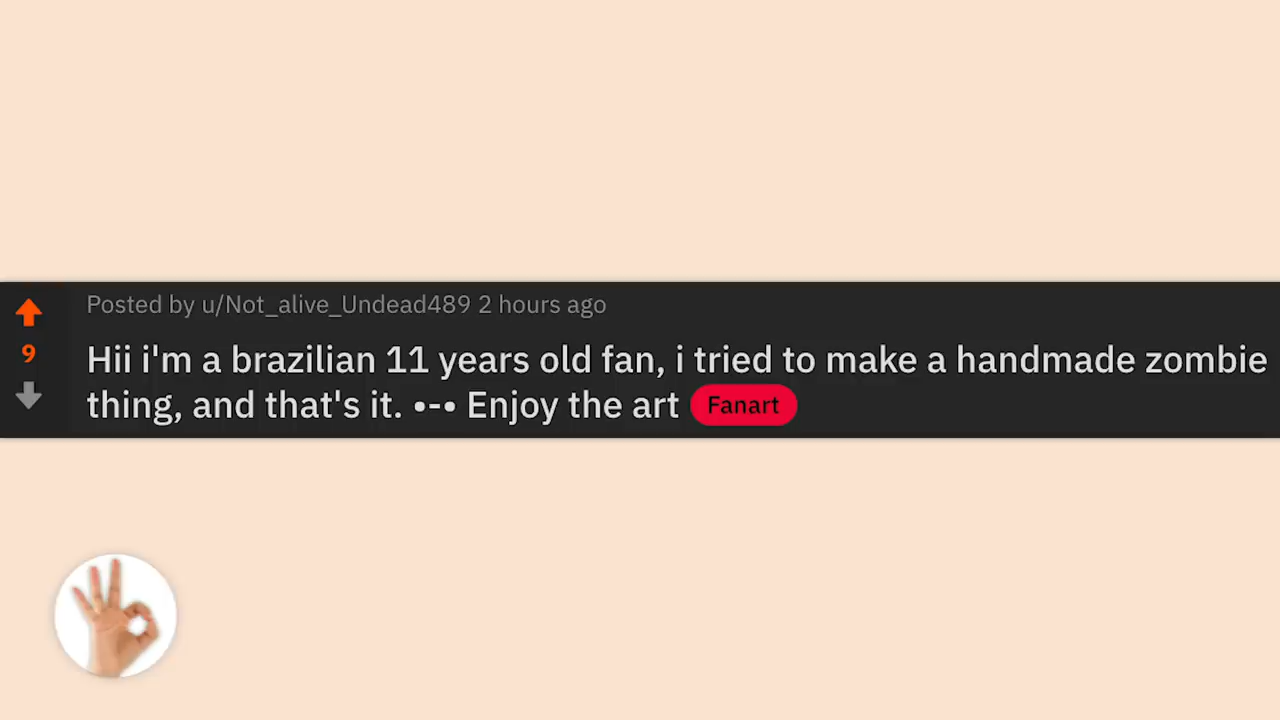 Posted by u/Not_alive_Undead489 2 hours ago
9
Hii i'm a brazilian 11 years old fan, i tried to make a handmade zombie
thing, and that's it. •-• Enjoy the art Fanart